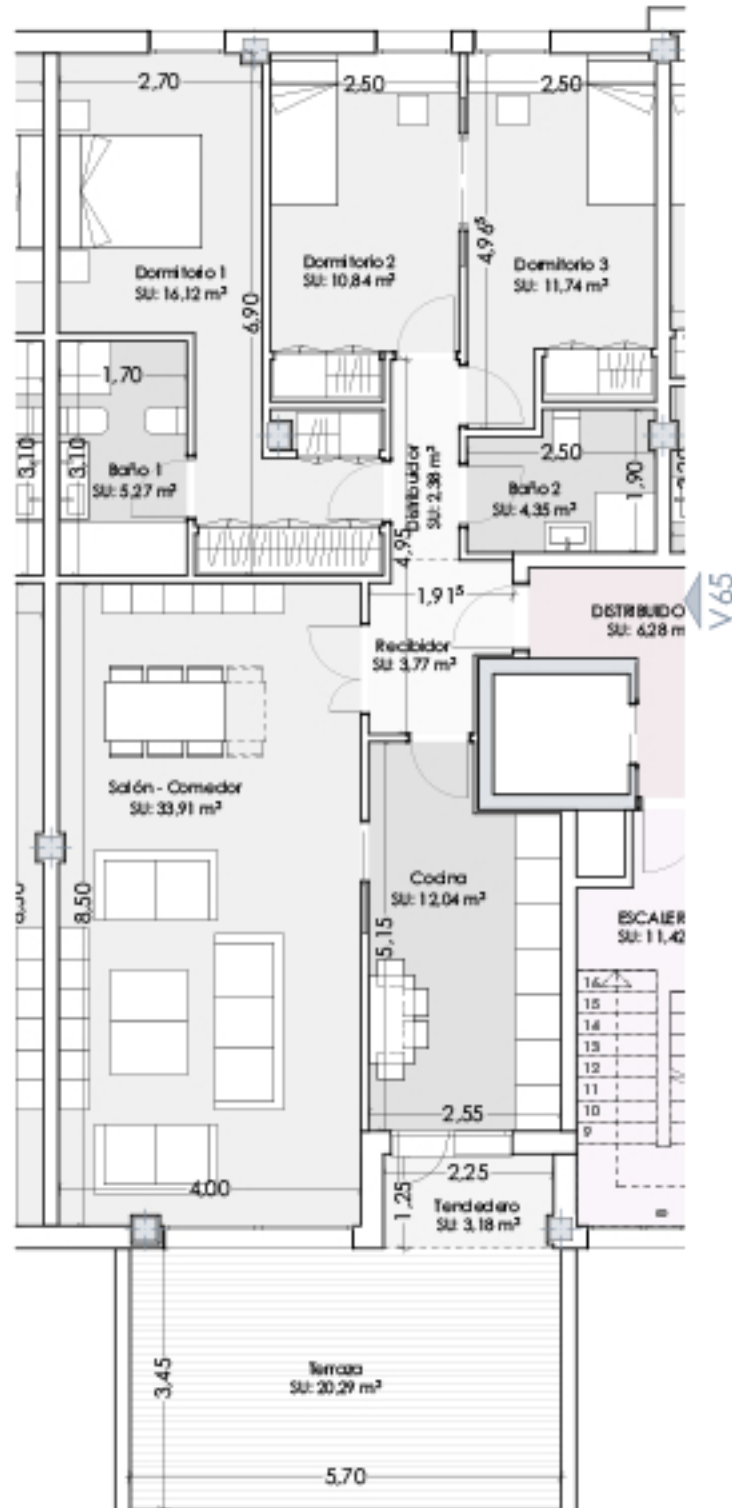 2,70
2,50
2,50
4,96⁵
Dormitorio 1
SU: 16,12 m²
Dormitorio 2
SU: 10,84 m²
Dormitorio 3
SU: 11,74 m²
6,90
1,70
3,10
3,10
Baño 1
SU: 5,27 m²
Distribuidor
SU: 2,38 m²
2,50
1,90
Baño 2
SU: 4,35 m²
4,95
1,91⁵
Recibidor
SU: 3,77 m²
DISTRIBUIDO
SU: 6,28 m
V65
Salón - Comedor
SU: 33,91 m²
8,50
8,50
Cocina
SU: 12,04 m²
5,15
ESCALER
SU: 11,42
16
15
14
13
12
11
10
9
2,55
4,00
2,25
1,25
Tendedero
SU: 3,18 m²
3,45
Terraza
SU: 20,29 m²
5,70